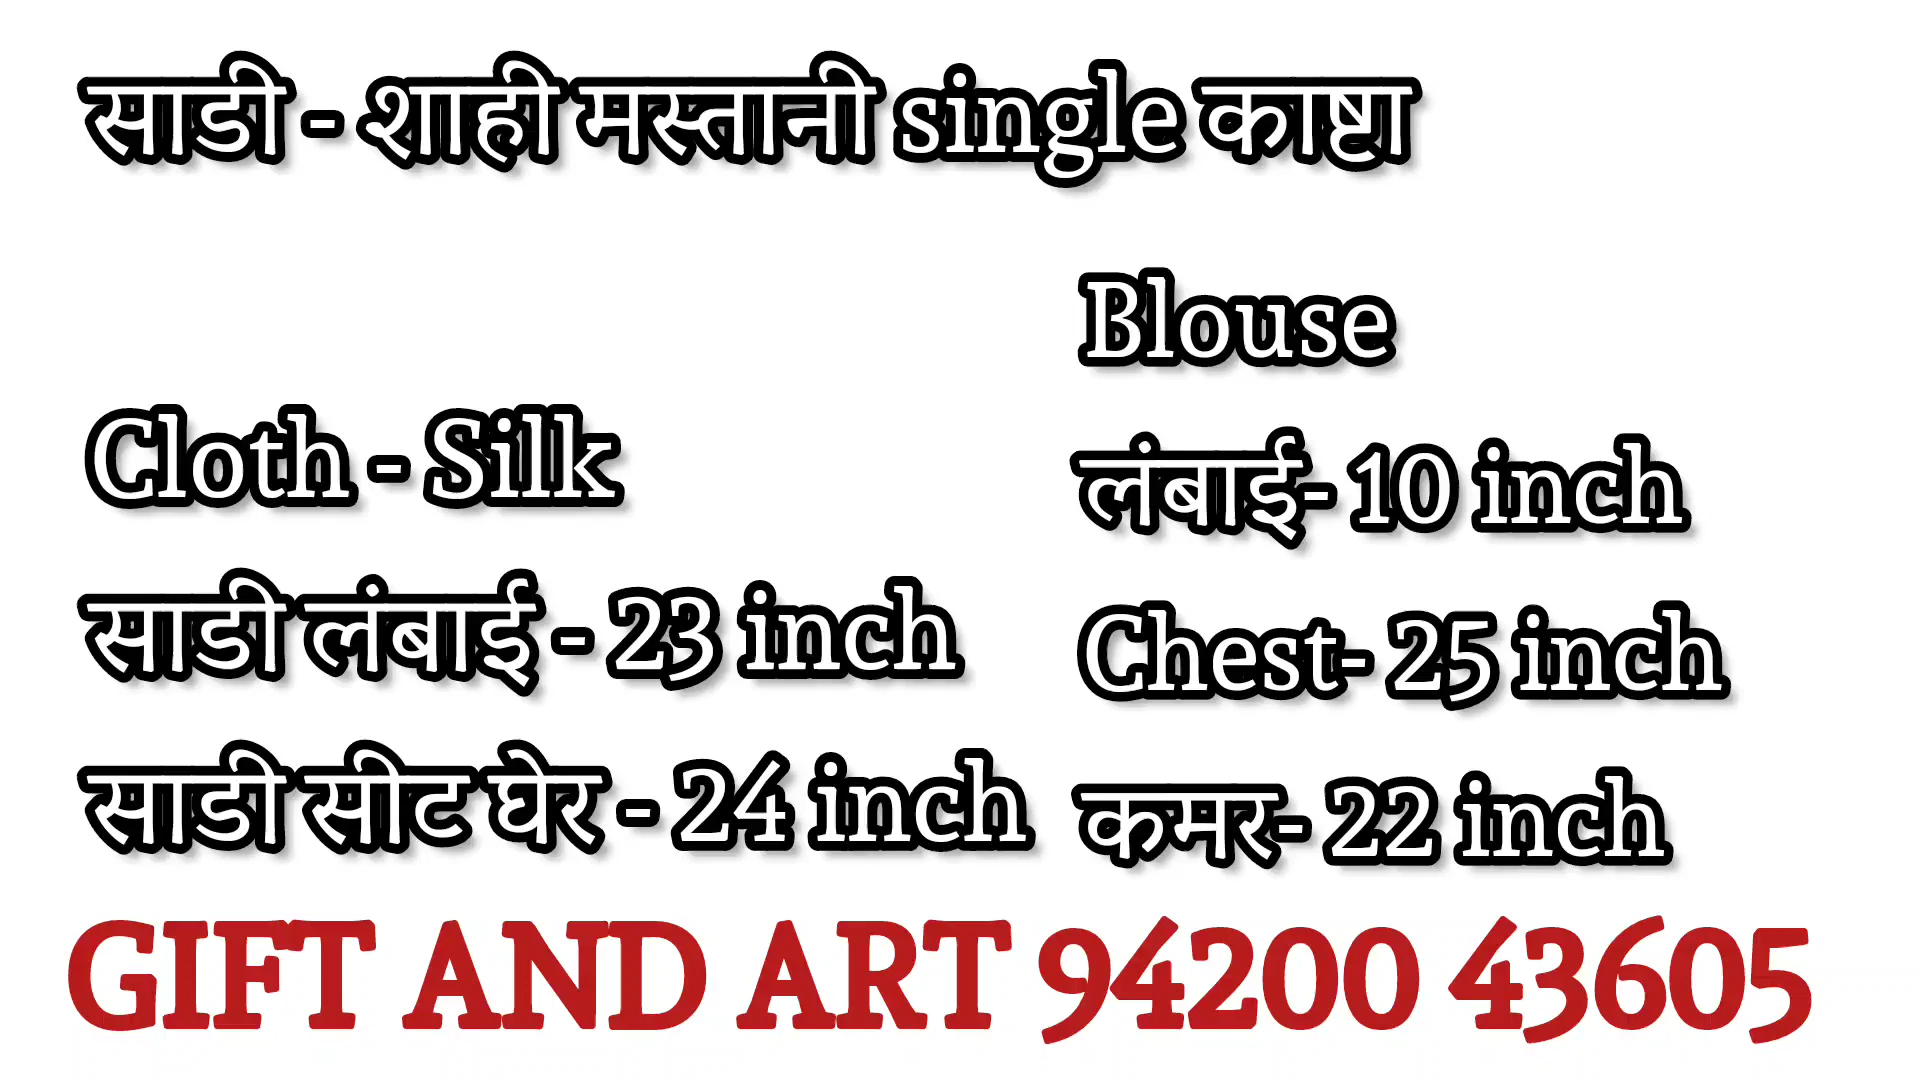 साडी - शाही मस्तानी single काष्टा
Cloth - Silk
साडी लंबाई - 23 inch
साडी सीट घेर - 24 inch
Blouse
लंबाई- 10 inch
Chest- 25 inch
कमर- 22 inch
GIFT AND ART 94200 43605